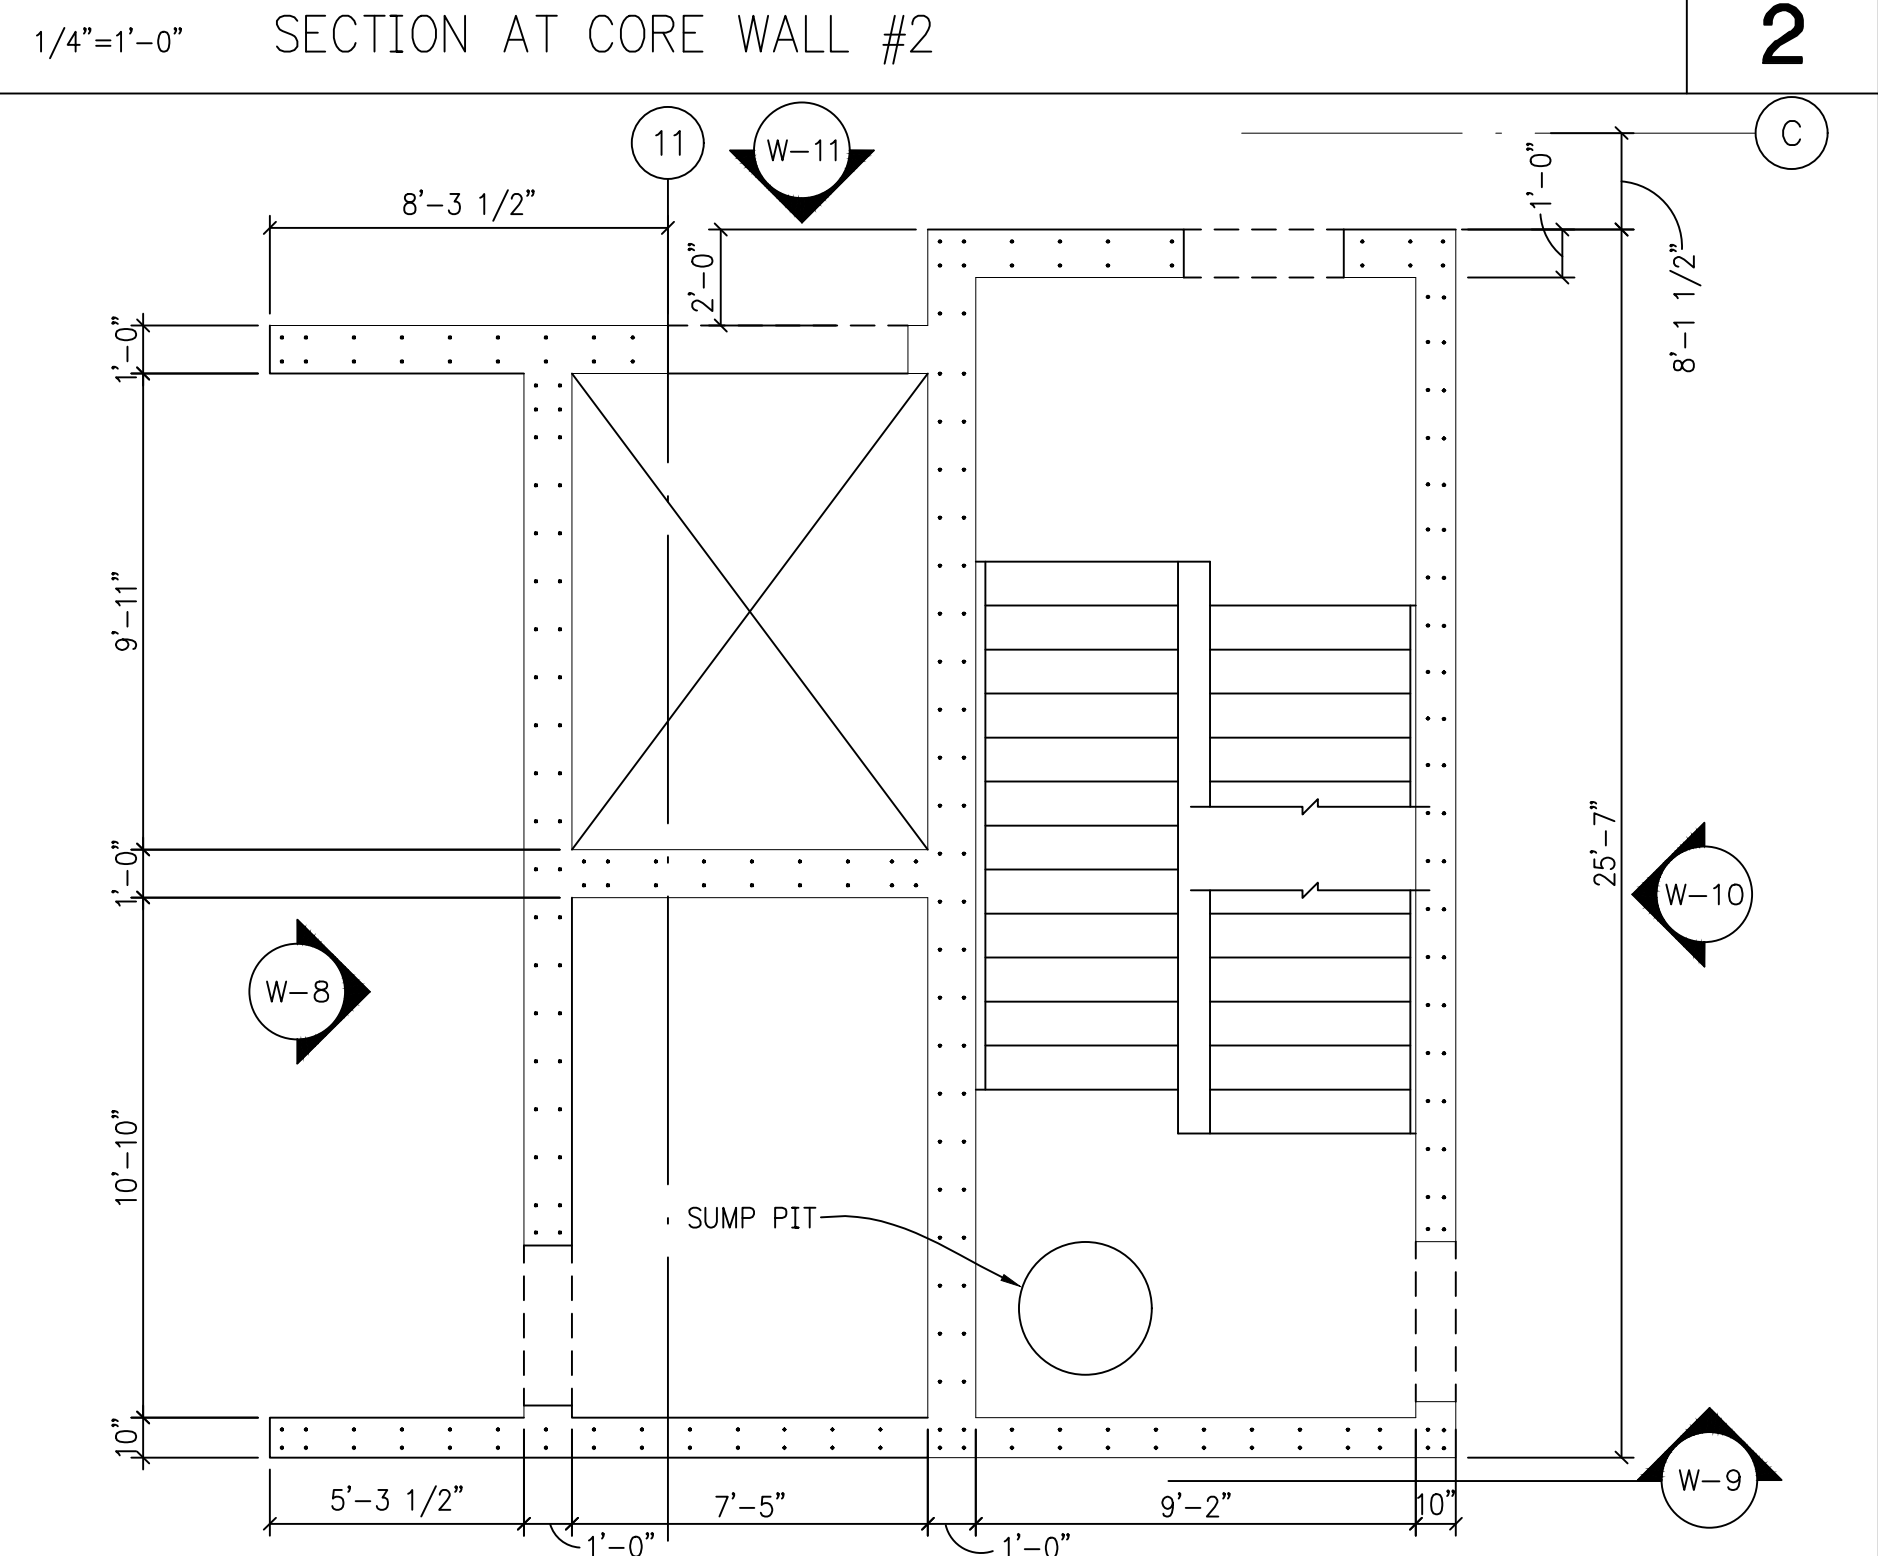 1/4"=1'-0" SECTION AT CORE WALL #2 2
11 W-11 C
8'-3 1/2" 2'-0" 1'-0"
8'-1 1/2"
1'-0"
9'-11"
1'-0"
25'-7"
W-10
W-8
10'-10"
SUMP PIT
10"
W-9
5'-3 1/2" 7'-5" 9'-2" 10"
1'-0" 1'-0"